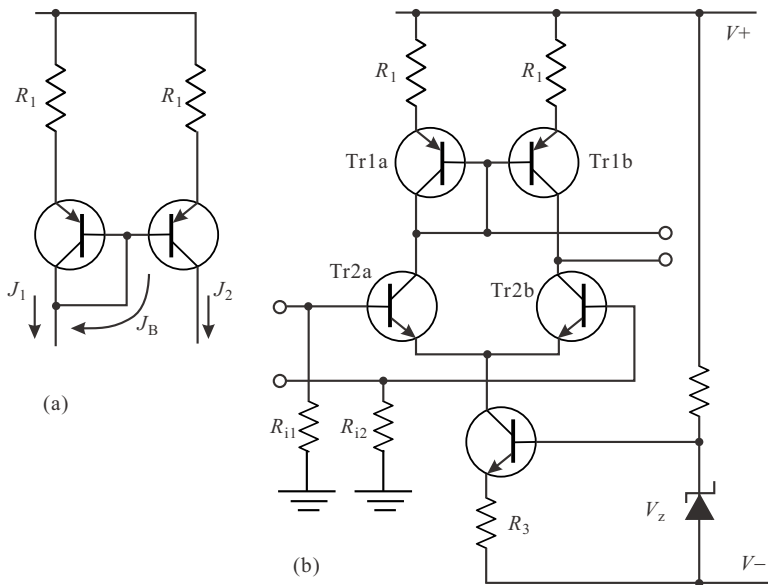 R1
R1
J1
JB
J2
(a)
V+
R1
R1
Tr1a
Tr1b
Tr2a
Tr2b
Ri1
Ri2
R3
Vz
V−
(b)